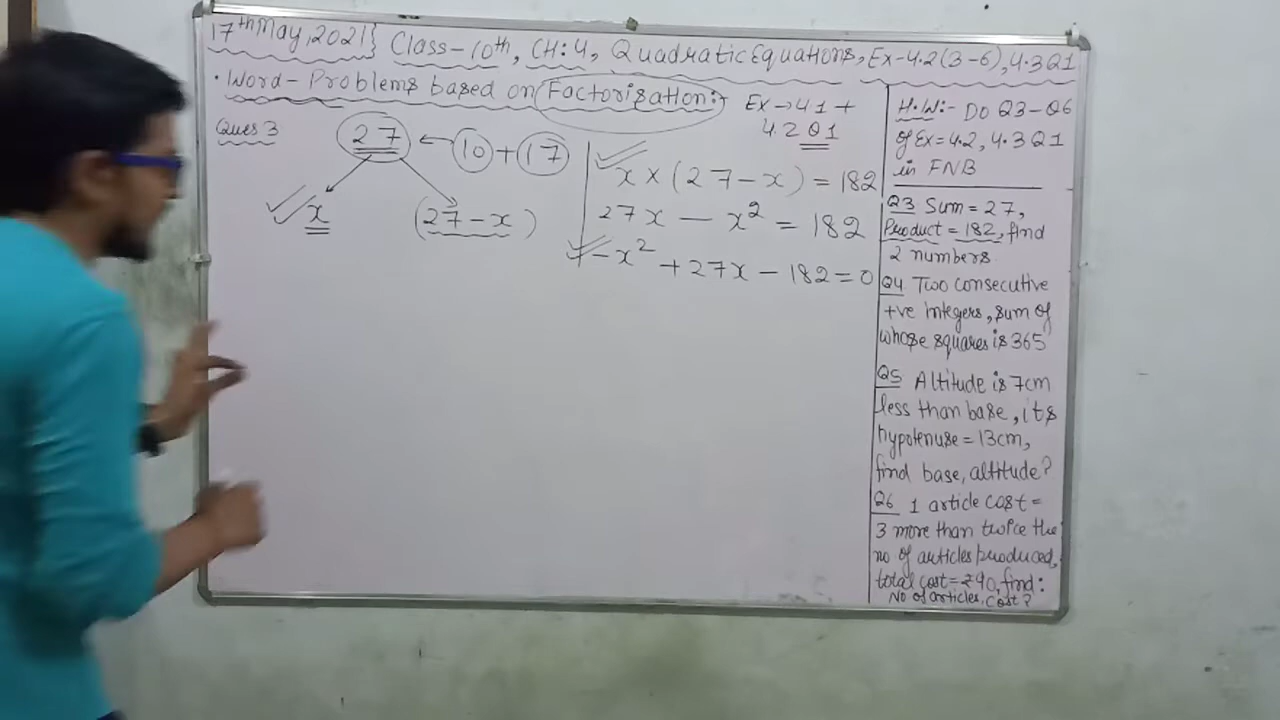 17th May, 2021} Class-10th, CH:4, Quadratic Equations, Ex-4.2(3-6), 4.3Q1
• Word-Problems based on Factorisation:- Ex→4.1 + 4.2 Q1
Ques 3
27 ← 10 + 17
x (27-x)
x × (27-x) = 182
27x - x² = 182
-x² + 27x - 182 = 0
H.W:- Do Q3-Q6
of Ex=4.2, 4.3Q1
in FNB
Q3 Sum = 27,
Product = 182, find
2 numbers.
Q4 Two consecutive
+ve integers, sum of
whose squares is 365
Q5 Altitude is 7cm
less than base, its
hypotenuse = 13cm,
find base, altitude?
Q6 1 article cost =
3 more than twice the
no of articles produced,
total cost = ₹90, find:
No of articles, cost?